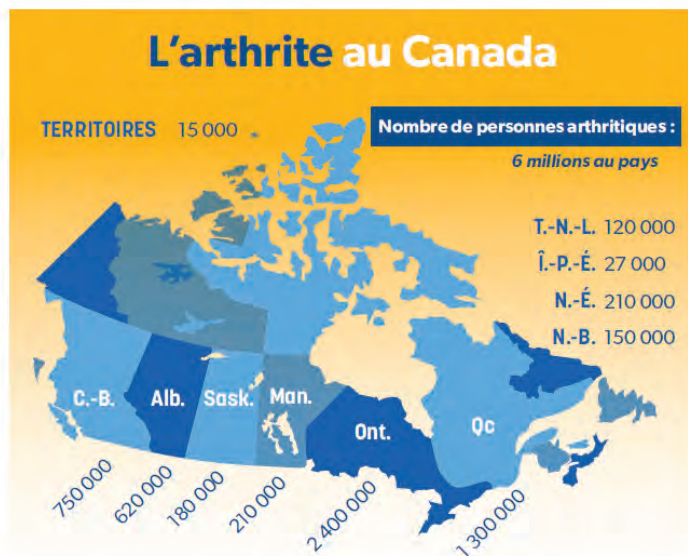 L'arthrite au Canada
TERRITOIRES 15 000
Nombre de personnes arthritiques :
6 millions au pays
T.-N.-L. 120 000
Î.-P.-É. 27 000
N.-É. 210 000
N.-B. 150 000
C.-B. Alb. Sask. Man. Ont. Qc
750 000 620 000 180 000 210 000 2 400 000 1 300 000